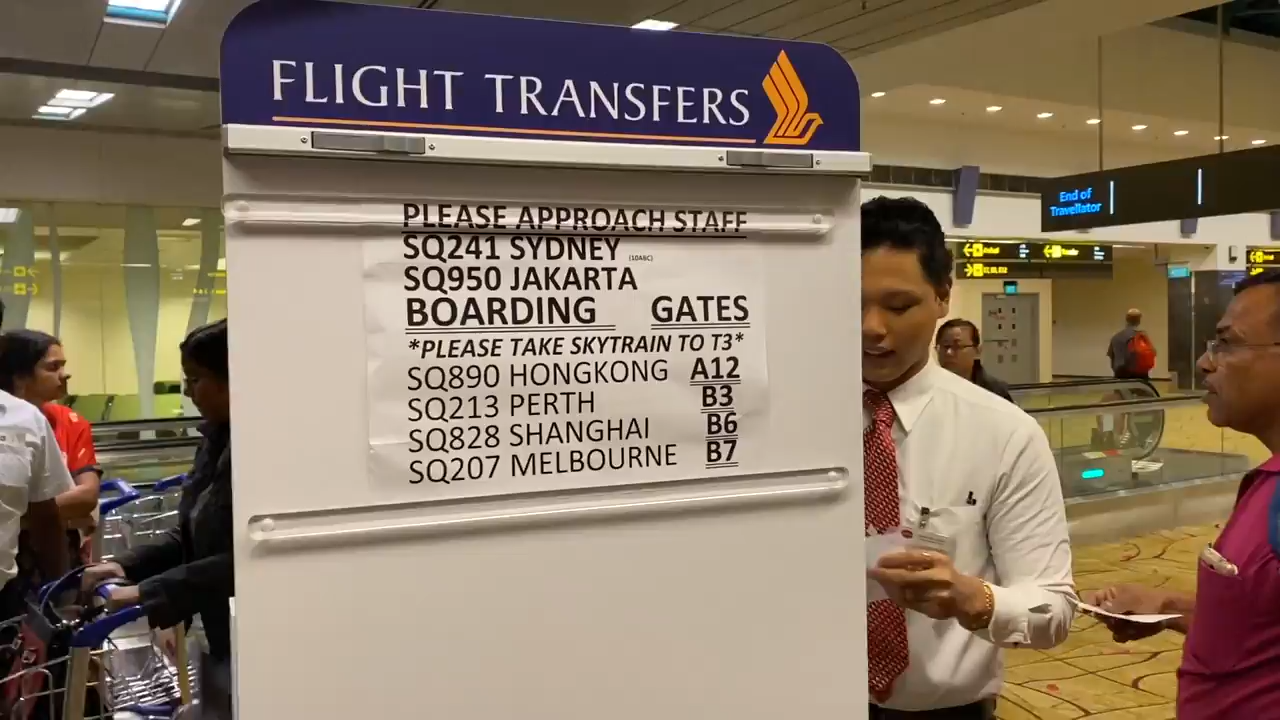 FLIGHT TRANSFERS
PLEASE APPROACH STAFF
SQ241 SYDNEY (10A6C)
SQ950 JAKARTA
BOARDING GATES
*PLEASE TAKE SKYTRAIN TO T3*
SQ890 HONGKONG A12
SQ213 PERTH B3
SQ828 SHANGHAI B6
SQ207 MELBOURNE B7
End of
Travellator